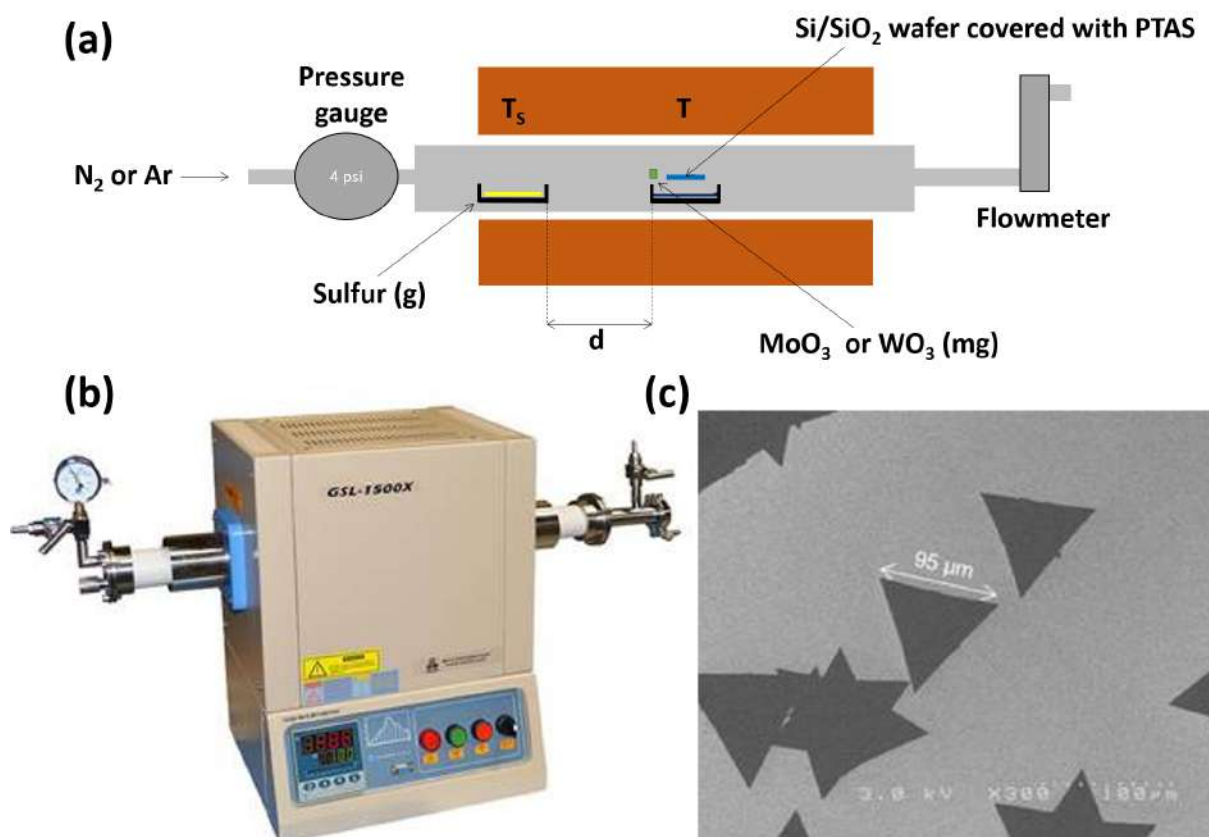 (a)
Si/SiO₂ wafer covered with PTAS
Pressure
gauge
Tₛ
T
N₂ or Ar
4 psi
Flowmeter
Sulfur (g)
d
MoO₃ or WO₃ (mg)
(b)
(c)
GSL-1500X
95 µm
3.0 kV X300 100µm